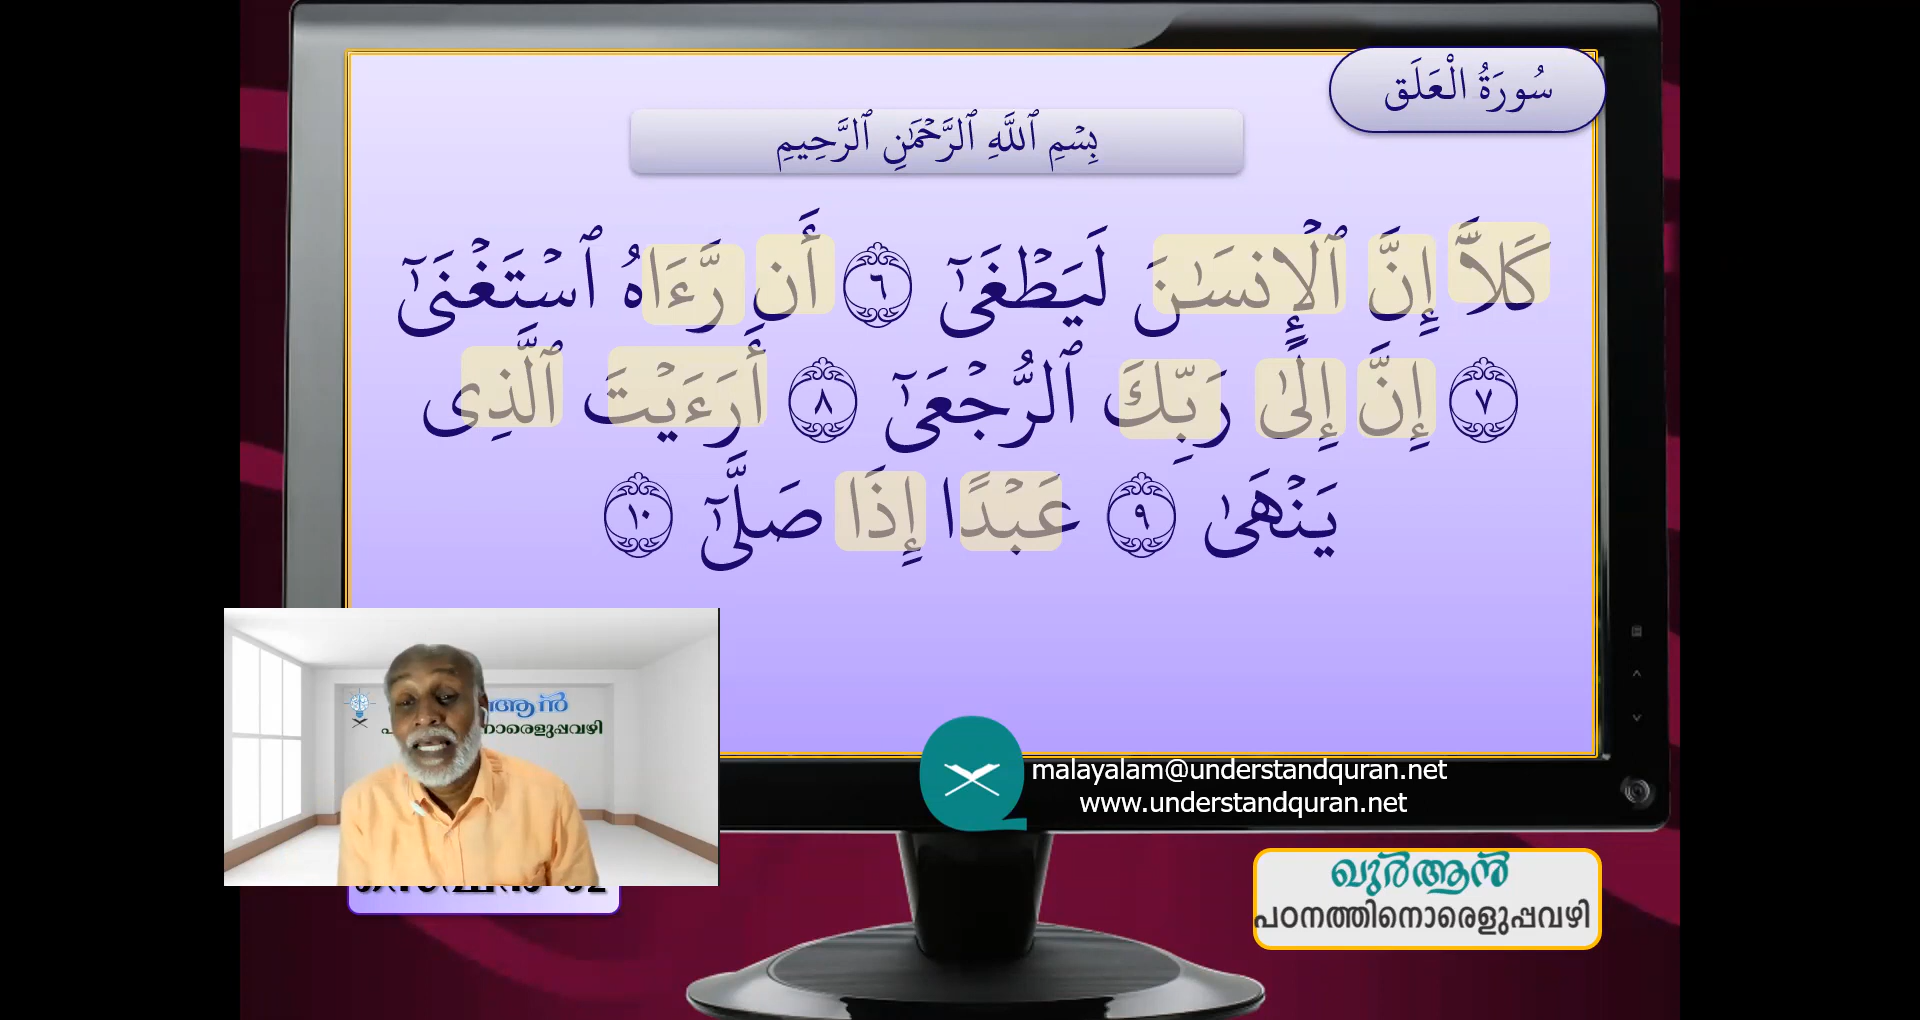 سُورَةُ الْعَلَق
بِسْمِ ٱللَّهِ ٱلرَّحْمَٰنِ ٱلرَّحِيمِ
كَلَّآ إِنَّ ٱلْإِنسَـٰنَ لَيَطْغَىٰٓ ٦ أَن رَّءَاهُ ٱسْتَغْنَىٰٓ
٧ إِنَّ إِلَىٰ رَبِّكَ ٱلرُّجْعَىٰٓ ٨ أَرَءَيْتَ ٱلَّذِى
يَنْهَىٰ ٩ عَبْدًا إِذَا صَلَّىٰٓ ١٠
malayalam@understandquran.net
www.understandquran.net
ഖുർആൻ
പഠനത്തിനൊരെളുപ്പവഴി